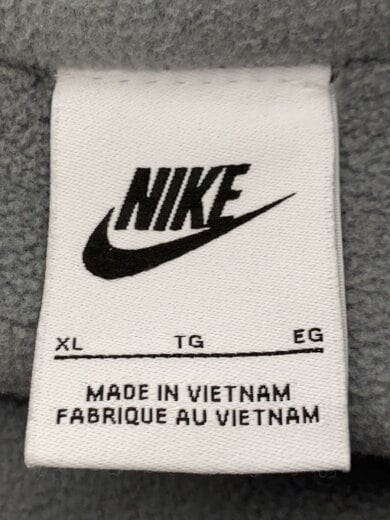 NIKE
XL TG EG
MADE IN VIETNAM
FABRIQUE AU VIETNAM